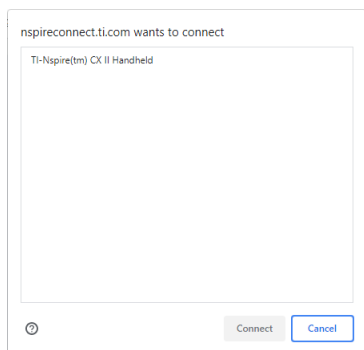 nspireconnect.ti.com wants to connect
TI-Nspire(tm) CX II Handheld
Connect
Cancel